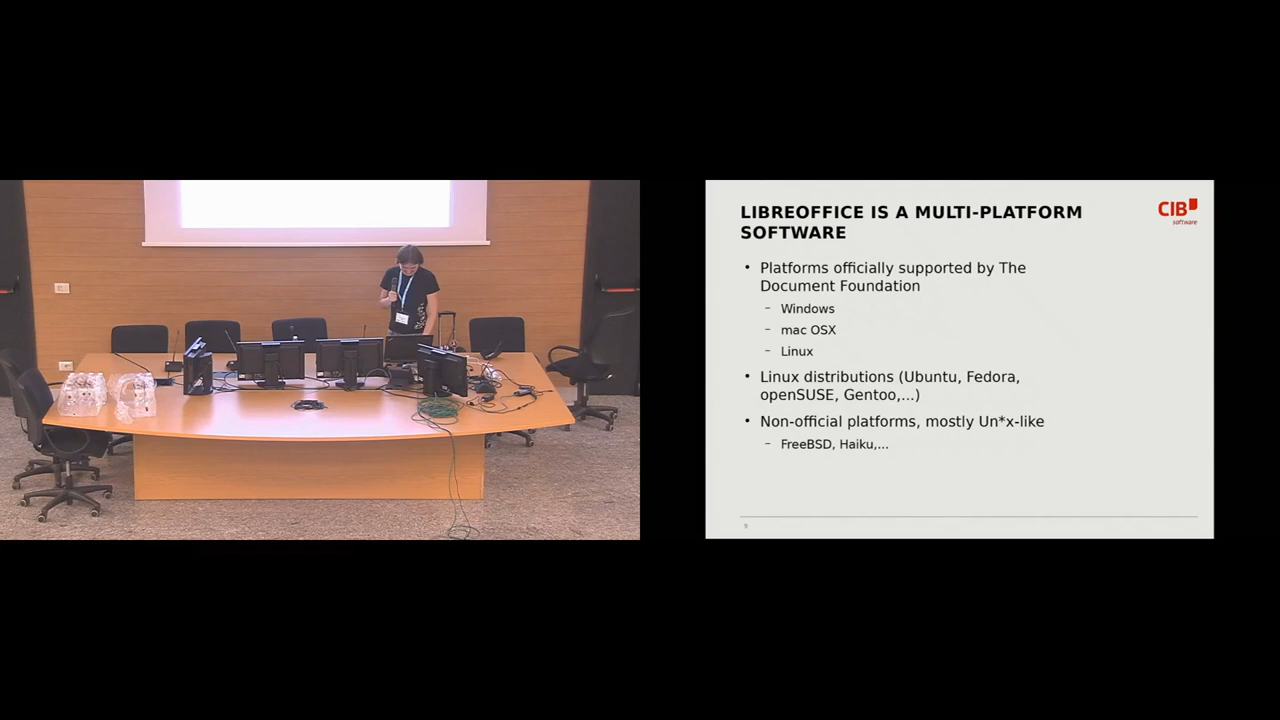 LIBREOFFICE IS A MULTI-PLATFORM
SOFTWARE
CIB
software
• Platforms officially supported by The
Document Foundation
– Windows
– mac OSX
– Linux
• Linux distributions (Ubuntu, Fedora,
openSUSE, Gentoo,...)
• Non-official platforms, mostly Un*x-like
– FreeBSD, Haiku,...
9